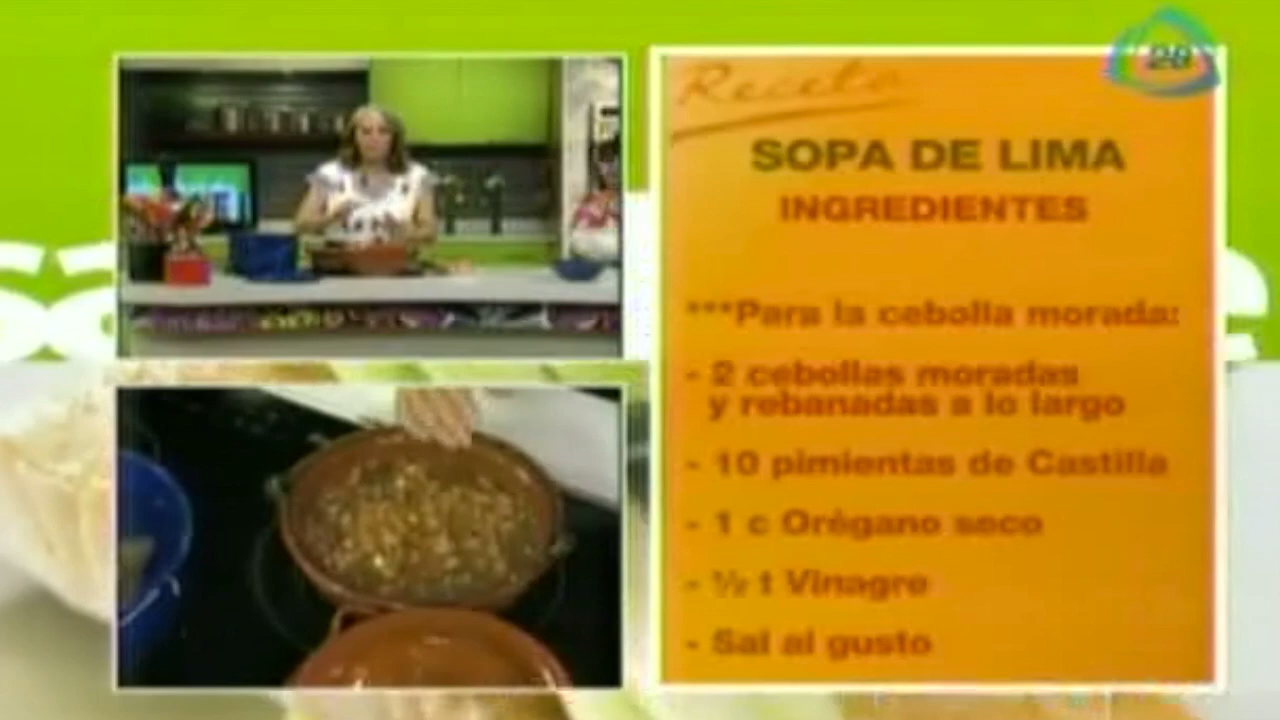 Receta
28
SOPA DE LIMA
INGREDIENTES
***Para la cebolla morada:
- 2 cebollas moradas
y rebanadas a lo largo
- 10 pimientas de Castilla
- 1 c Orégano seco
- ½ t Vinagre
- Sal al gusto